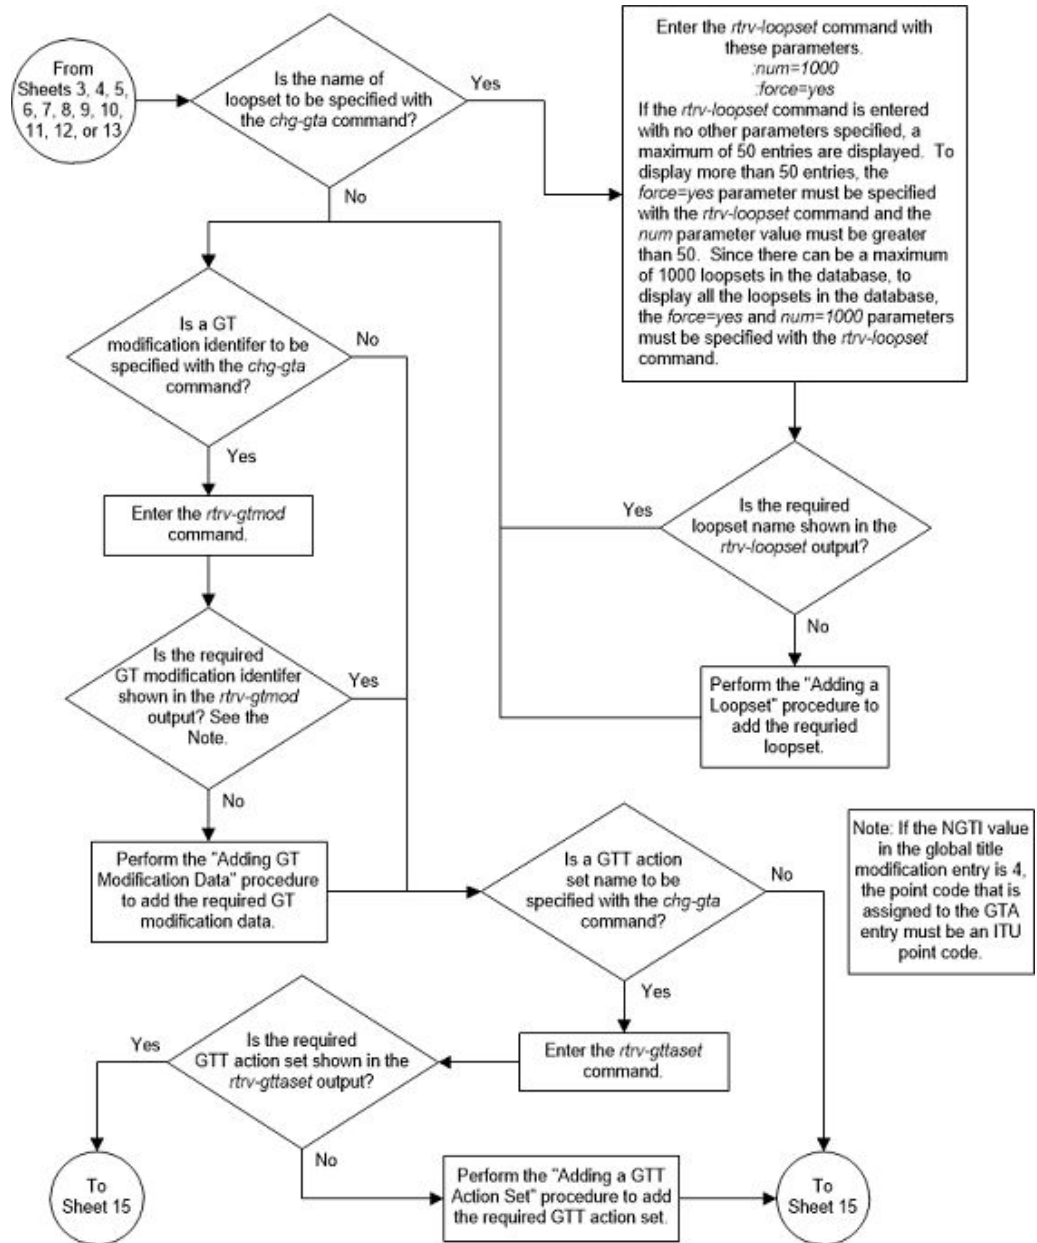 From
Sheets 3, 4, 5,
6, 7, 8, 9, 10,
11, 12, or 13
Is the name of
loopset to be specified with
the chg-gta command?
Yes
No
Enter the rtrv-loopset command with
these parameters.
:num=1000
:force=yes
If the rtrv-loopset command is entered
with no other parameters specified, a
maximum of 50 entries are displayed. To
display more than 50 entries, the
force=yes parameter must be specified
with the rtrv-loopset command and the
num parameter value must be greater
than 50. Since there can be a maximum
of 1000 loopsets in the database, to
display all the loopsets in the database,
the force=yes and num=1000 parameters
must be specified with the rtrv-loopset
command.
Is a GT
modification identifer to be
specified with the chg-gta
command?
No
Yes
Enter the rtrv-gtmod
command.
Is the required
loopset name shown in the
rtrv-loopset output?
Yes
No
Is the required
GT modification identifer
shown in the rtrv-gtmod
output? See the
Note.
Yes
No
Perform the "Adding a
Loopset" procedure to
add the requried
loopset.
Perform the "Adding GT
Modification Data" procedure
to add the required GT
modification data.
Is a GTT action
set name to be
specified with the chg-gta
command?
No
Yes
Note: If the NGTI value
in the global title
modification entry is 4,
the point code that is
assigned to the GTA
entry must be an ITU
point code.
Enter the rtrv-gttaset
command.
Is the required
GTT action set shown in the
rtrv-gttaset output?
Yes
No
To
Sheet 15
Perform the "Adding a GTT
Action Set" procedure to add
the required GTT action set.
To
Sheet 15